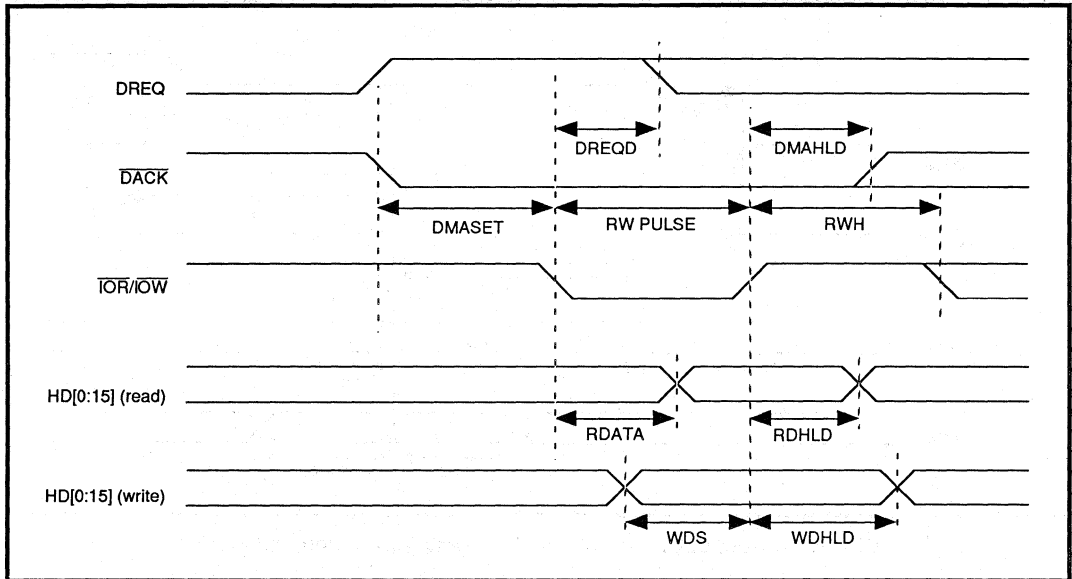 DREQ
DREQD
DMAHLD
DACK
DMASET
RW PULSE
RWH
IOR/IOW
HD[0:15] (read)
RDATA
RDHLD
HD[0:15] (write)
WDS
WDHLD